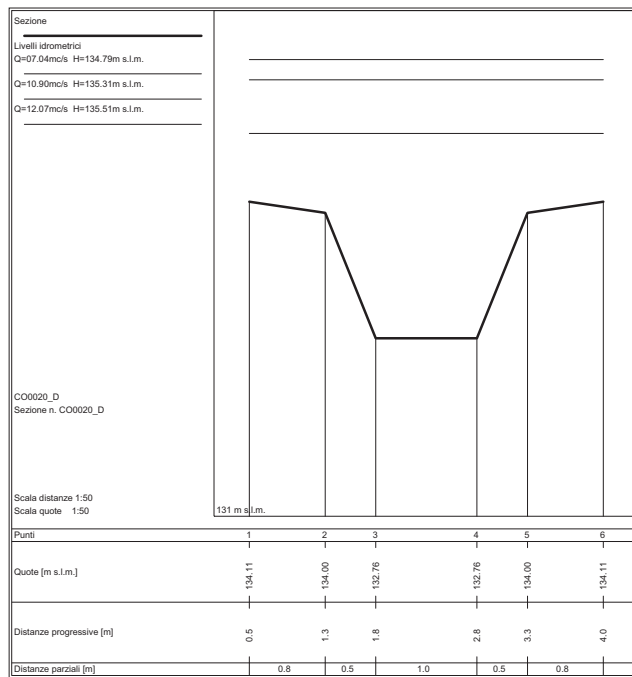 Sezione
Livelli idrometrici
Q=07.04mc/s H=134.79m s.l.m.
Q=10.90mc/s H=135.31m s.l.m.
Q=12.07mc/s H=135.51m s.l.m.
CO0020_D
Sezione n. CO0020_D
Scala distanze 1:50
Scala quote 1:50
131 m s.l.m.
Punti 1 2 3 4 5 6
Quote [m s.l.m.] 134.11 134.00 132.76 132.76 134.00 134.11
Distanze progressive [m] 0.5 1.3 1.8 2.8 3.3 4.0
Distanze parziali [m] 0.8 0.5 1.0 0.5 0.8